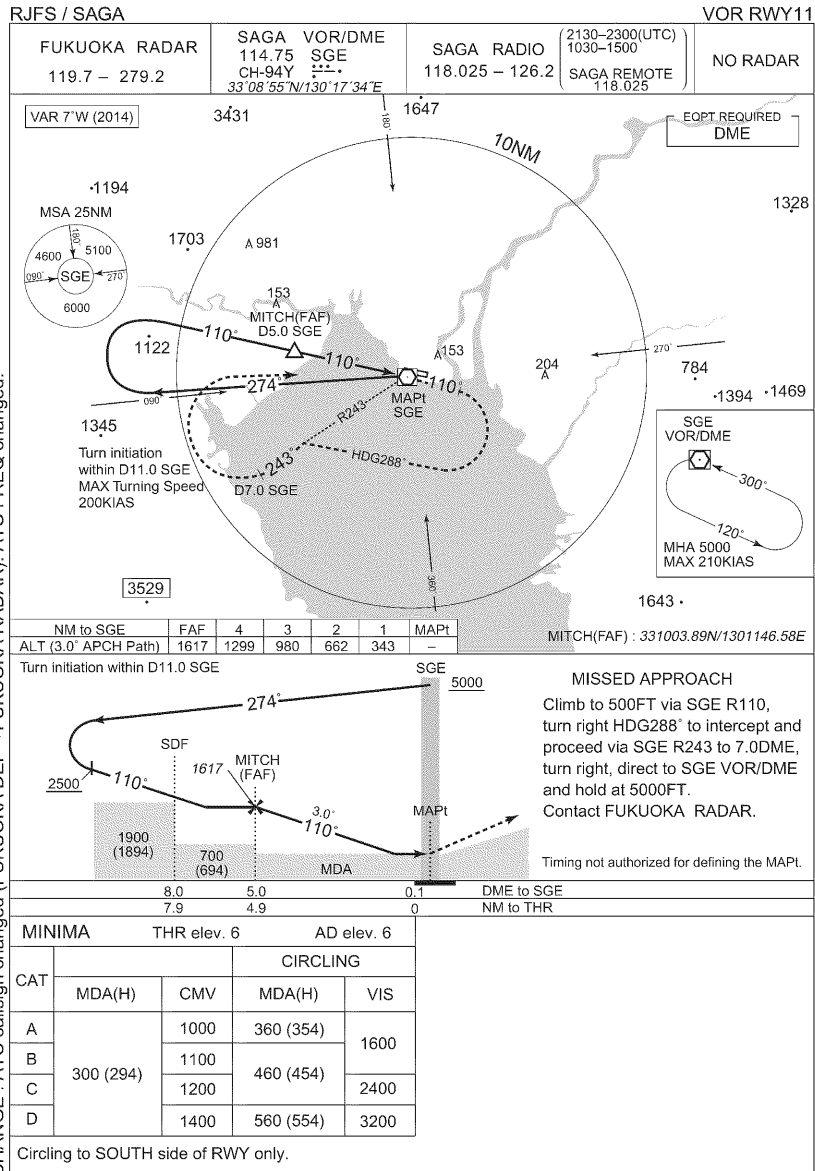 RJFS / SAGA
VOR RWY11
FUKUOKA RADAR
119.7 – 279.2
SAGA VOR/DME
114.75 SGE
CH-94Y
33°08´55˝N/130°17´34˝E
SAGA RADIO
118.025 – 126.2
2130–2300(UTC)
1030–1500
SAGA REMOTE
118.025
NO RADAR
VAR 7°W (2014)
3431
1647
180°
10NM
EQPT REQUIRED
DME
1194
1328
MSA 25NM
180°
4600
5100
090°
SGE
270°
6000
1703
981
153
MITCH(FAF)
D5.0 SGE
110°
1122
110°
153
204
270°
784
274°
110°
MAPt
SGE
090°
R243
1394
1469
1345
Turn initiation
within D11.0 SGE
MAX Turning Speed
200KIAS
243°
HDG288°
D7.0 SGE
SGE
VOR/DME
300°
120°
MHA 5000
MAX 210KIAS
360°
3529
1643
NM to SGE FAF 4 3 2 1 MAPt
ALT (3.0° APCH Path) 1617 1299 980 662 343 –
MITCH(FAF) : 331003.89N/1301146.58E
Turn initiation within D11.0 SGE
SGE
5000
274°
SDF
MITCH
(FAF)
1617
2500
110°
3.0°
110°
MAPt
1900
(1894)
700
(694)
MDA
MISSED APPROACH
Climb to 500FT via SGE R110,
turn right HDG288° to intercept and
proceed via SGE R243 to 7.0DME,
turn right, direct to SGE VOR/DME
and hold at 5000FT.
Contact FUKUOKA RADAR.
Timing not authorized for defining the MAPt.
8.0 5.0 0.1 DME to SGE
7.9 4.9 0 NM to THR
MINIMA THR elev. 6 AD elev. 6
CAT
CIRCLING
MDA(H) CMV MDA(H) VIS
A 1000 360 (354)
1600
B 1100
300 (294)
460 (454)
C 1200 2400
D 1400 560 (554) 3200
Circling to SOUTH side of RWY only.